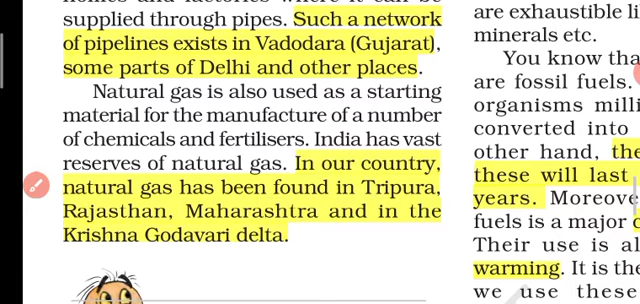 supplied through pipes. Such a network
of pipelines exists in Vadodara (Gujarat),
some parts of Delhi and other places.
Natural gas is also used as a starting
material for the manufacture of a number
of chemicals and fertilisers. India has vast
reserves of natural gas. In our country,
natural gas has been found in Tripura,
Rajasthan, Maharashtra and in the
Krishna Godavari delta.
are exhaustible li
minerals etc.
You know tha
are fossil fuels.
organisms milli
converted into
other hand, the
these will last
years. Moreove
fuels is a major
Their use is al
warming. It is the
we use these